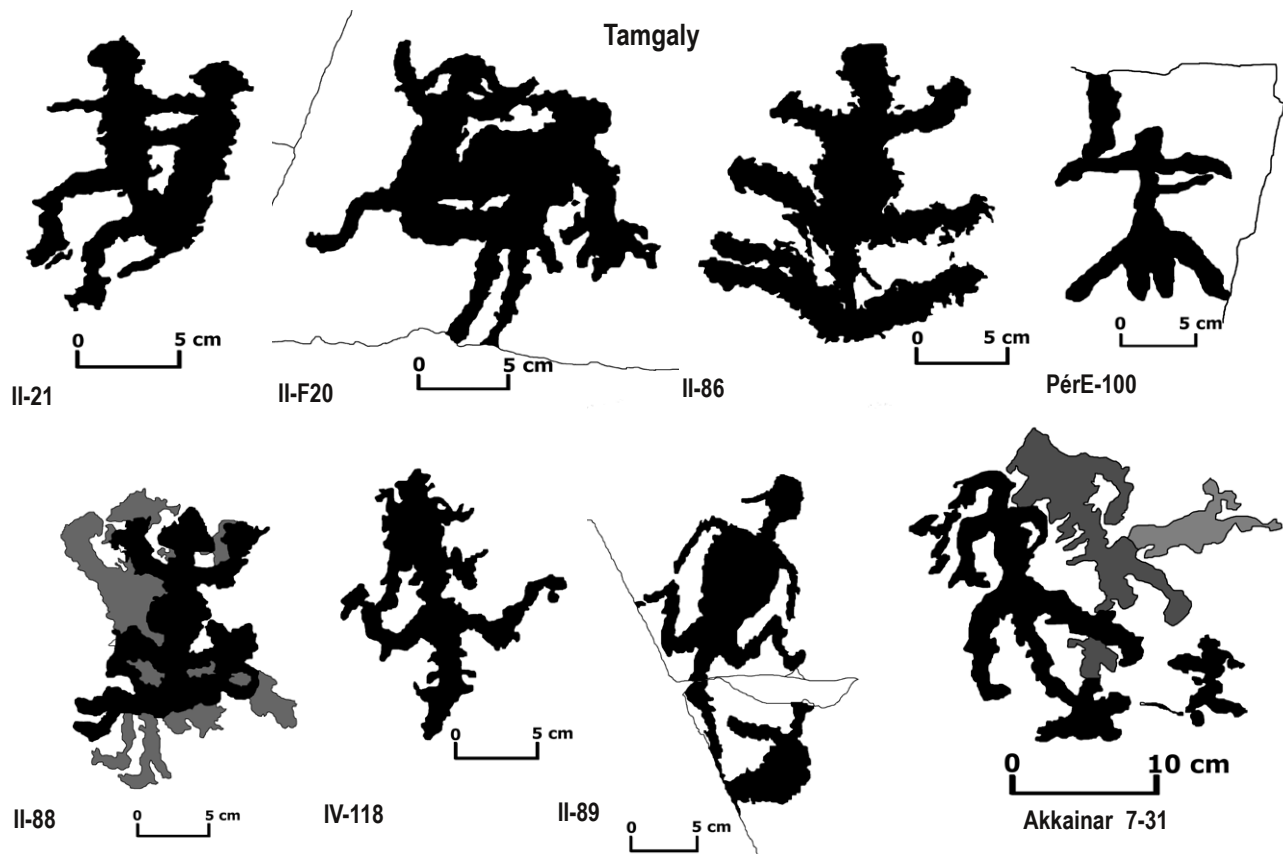 Tamgaly
0 5 cm
II-21
0 5 cm
II-F20
0 5 cm
II-86
0 5 cm
PérE-100
0 5 cm
II-88
0 5 cm
IV-118
0 5 cm
II-89
0 10 cm
Akkainar 7-31